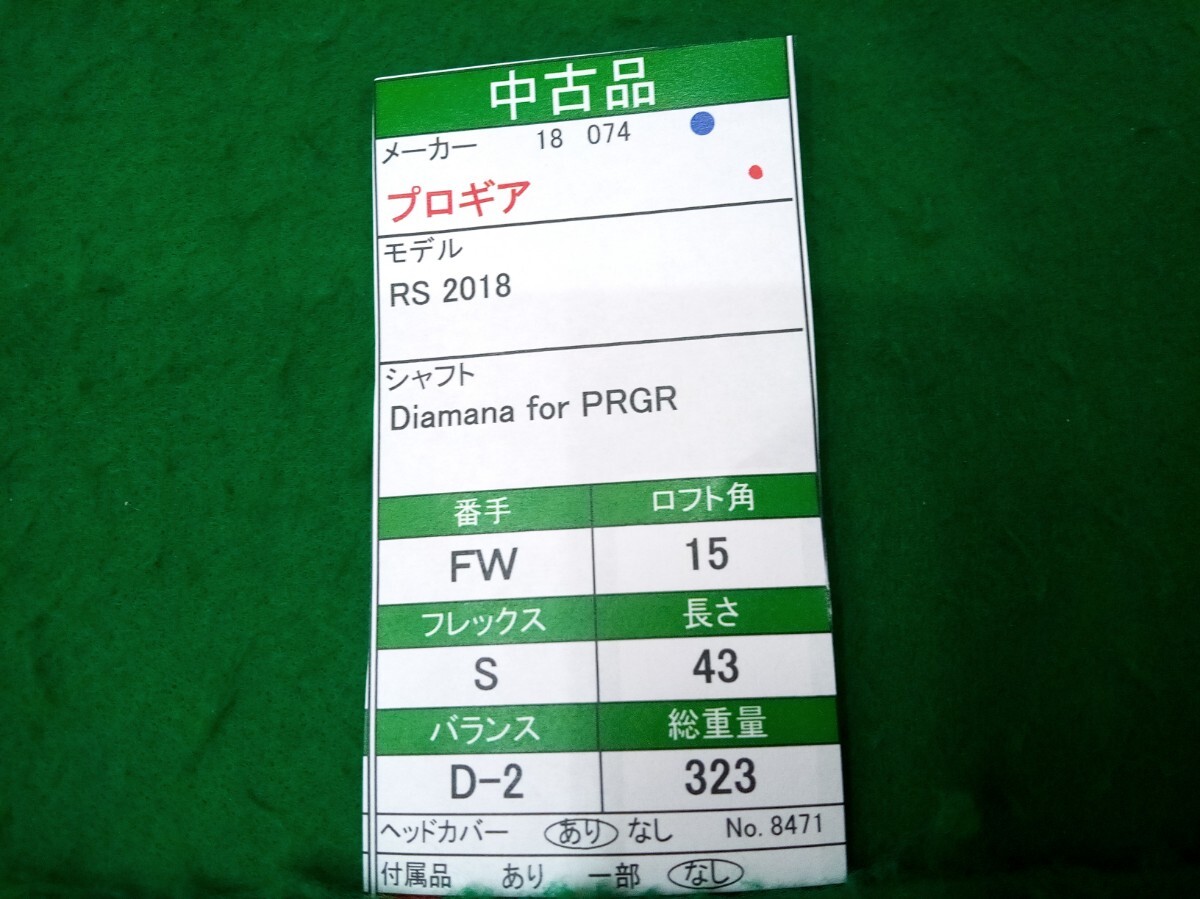 中古品
メーカー 18 074
プロギア
モデル
RS 2018
シャフト
Diamana for PRGR
番手 ロフト角
FW 15
フレックス 長さ
S 43
バランス 総重量
D-2 323
ヘッドカバー あり なし No. 8471
付属品 あり 一部 なし